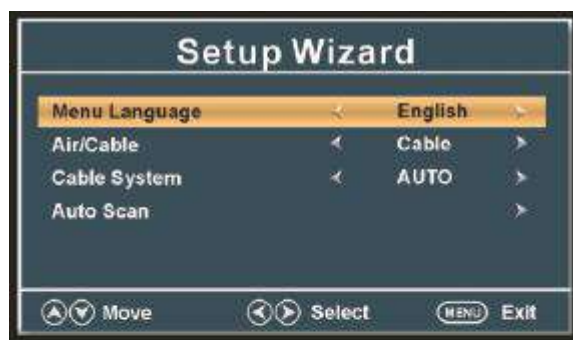 Setup Wizard
Menu Language English
Air/Cable Cable
Cable System AUTO
Auto Scan
Move Select MENU Exit